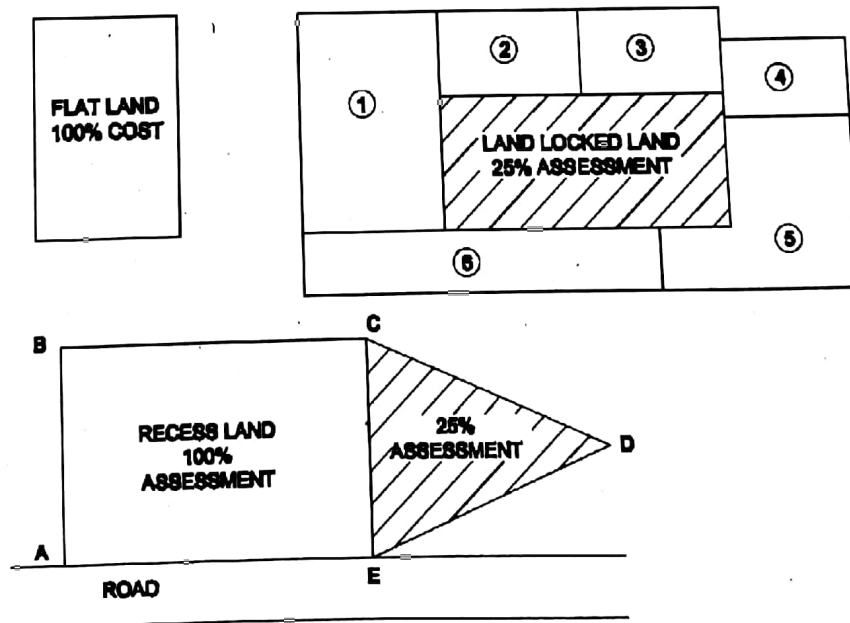 FLAT LAND
100% COST
1
2
3
4
LAND LOCKED LAND
25% ASSESSMENT
5
6
B
C
RECESS LAND
100%
ASSESSMENT
25%
ASSESSMENT
D
A
E
ROAD